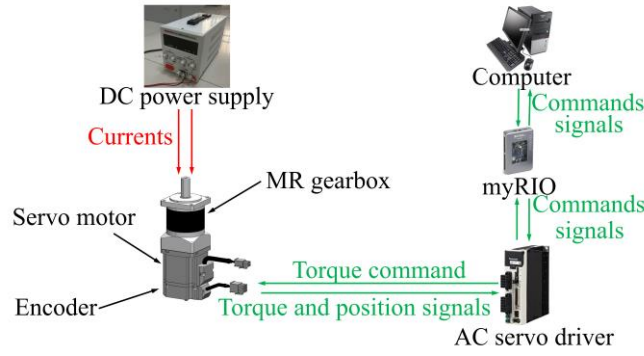 DC power supply
Currents
MR gearbox
Servo motor
Encoder
Computer
Commands
signals
myRIO
Commands
signals
Torque command
Torque and position signals
AC servo driver